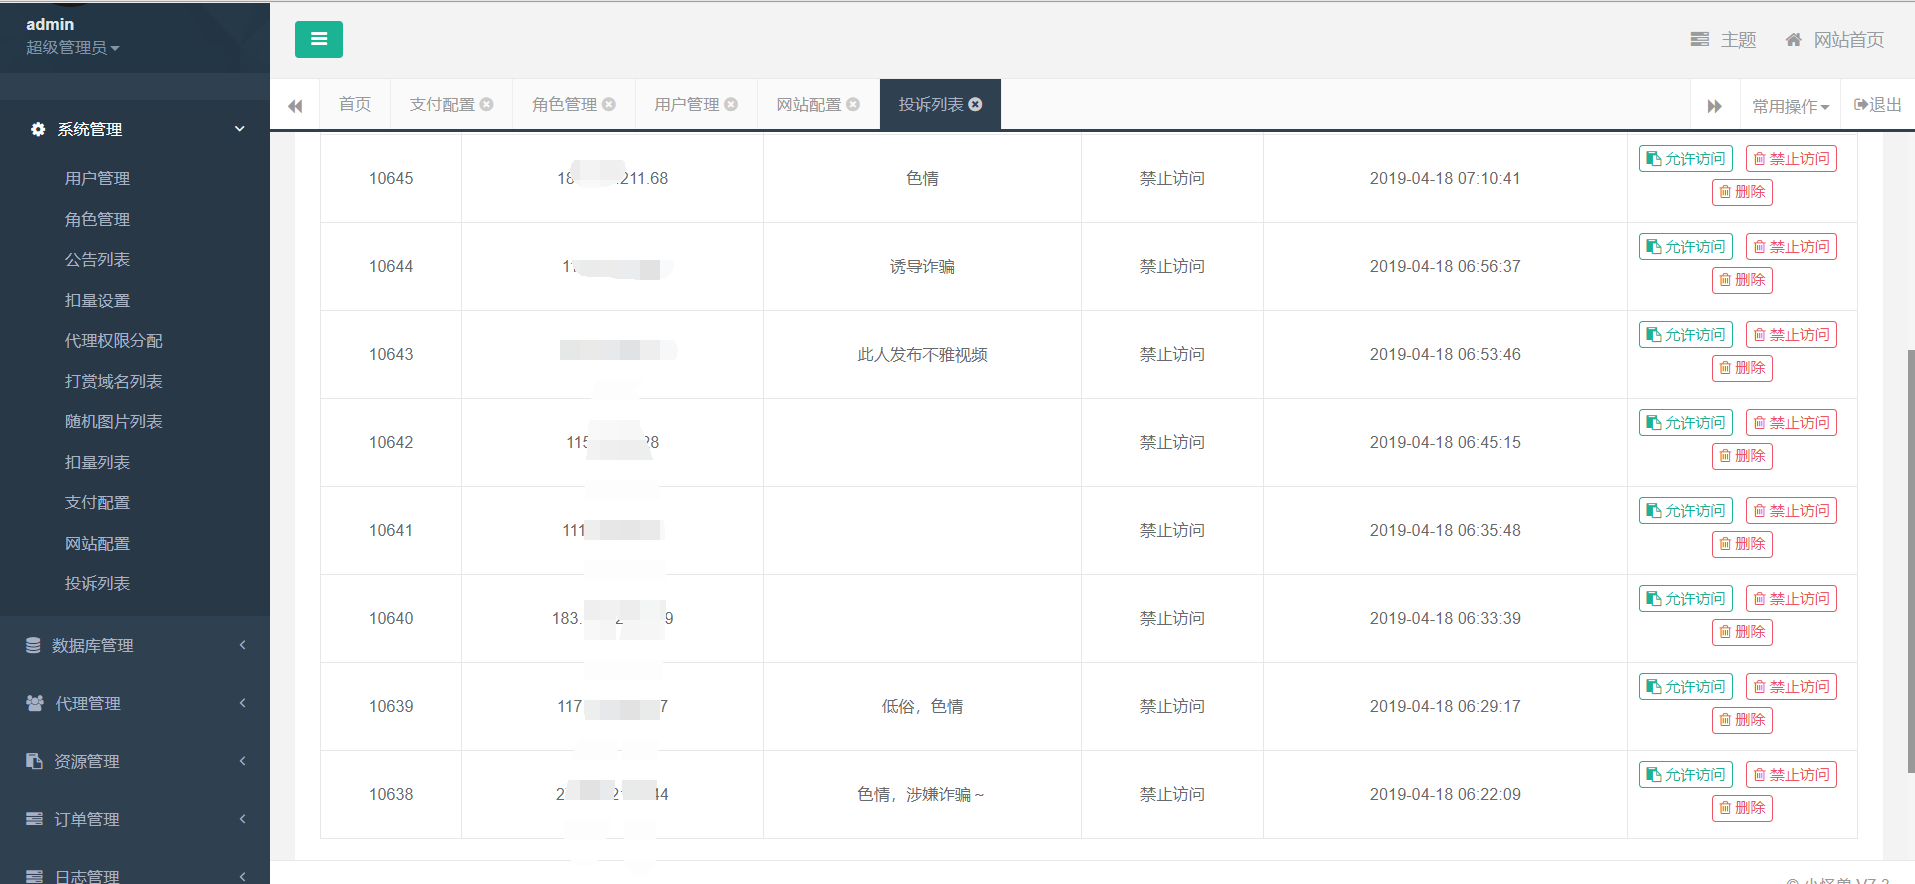 admin
超级管理员
主题 网站首页
首页 支付配置 角色管理 用户管理 网站配置 投诉列表 常用操作 退出
系统管理
用户管理
角色管理
公告列表
扣量设置
代理权限分配
打赏域名列表
随机图片列表
扣量列表
支付配置
网站配置
投诉列表
数据库管理
代理管理
资源管理
订单管理
日志管理
10645 18 .211.68 色情 禁止访问 2019-04-18 07:10:41 允许访问 禁止访问
删除
10644 诱导诈骗 禁止访问 2019-04-18 06:56:37 允许访问 禁止访问
删除
10643 此人发布不雅视频 禁止访问 2019-04-18 06:53:46 允许访问 禁止访问
删除
10642 115 28 禁止访问 2019-04-18 06:45:15 允许访问 禁止访问
删除
10641 111 禁止访问 2019-04-18 06:35:48 允许访问 禁止访问
删除
10640 183. 9 禁止访问 2019-04-18 06:33:39 允许访问 禁止访问
删除
10639 117 7 低俗，色情 禁止访问 2019-04-18 06:29:17 允许访问 禁止访问
删除
10638 2 44 色情，涉嫌诈骗～ 禁止访问 2019-04-18 06:22:09 允许访问 禁止访问
删除